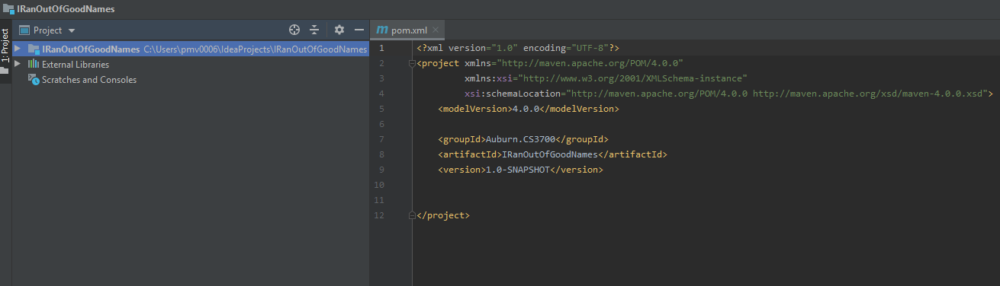 IRanOutOfGoodNames
1: Project
Project
IRanOutOfGoodNames C:\Users\pmv0006\IdeaProjects\IRanOutOfGoodNames
External Libraries
Scratches and Consoles
m pom.xml
1 <?xml version="1.0" encoding="UTF-8"?>
2 <project xmlns="http://maven.apache.org/POM/4.0.0"
3 xmlns:xsi="http://www.w3.org/2001/XMLSchema-instance"
4 xsi:schemaLocation="http://maven.apache.org/POM/4.0.0 http://maven.apache.org/xsd/maven-4.0.0.xsd">
5 <modelVersion>4.0.0</modelVersion>
6
7 <groupId>Auburn.CS3700</groupId>
8 <artifactId>IRanOutOfGoodNames</artifactId>
9 <version>1.0-SNAPSHOT</version>
10
11
12 </project>